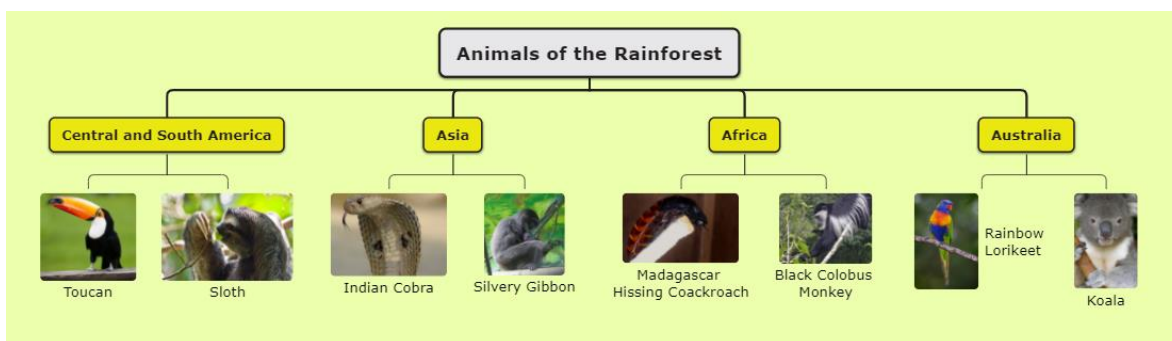 Animals of the Rainforest
Central and South America
Asia
Africa
Australia
Toucan
Sloth
Indian Cobra
Silvery Gibbon
Madagascar
Hissing Coackroach
Black Colobus
Monkey
Rainbow
Lorikeet
Koala